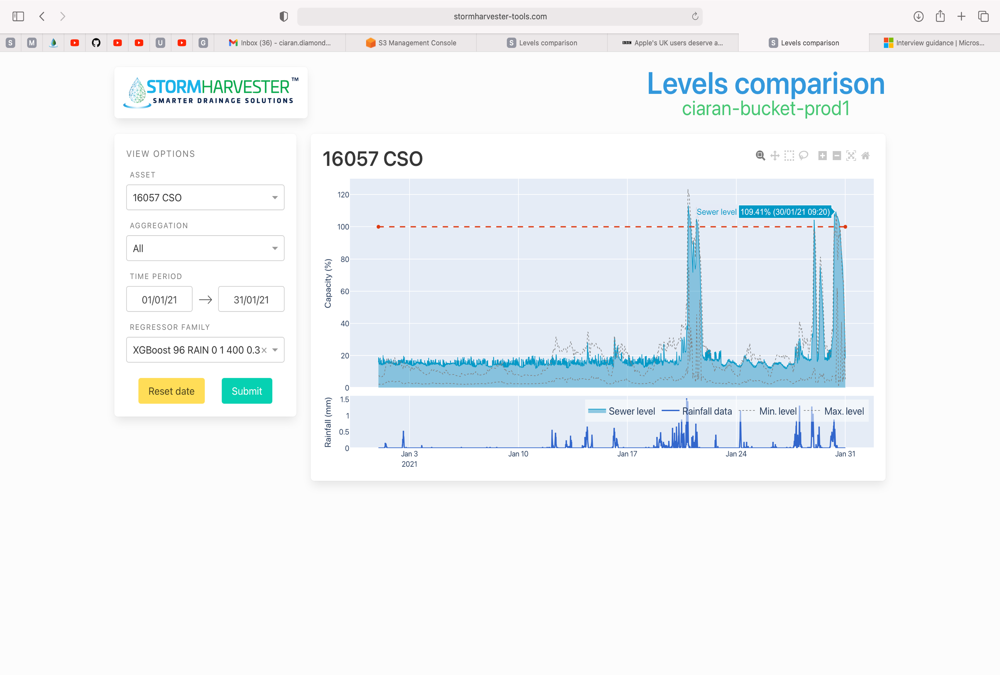 stormharvester-tools.com
S
M
U
G
Inbox (36) - ciaran.diamond...
S3 Management Console
S Levels comparison
BBC Apple's UK users deserve a...
S Levels comparison
Interview guidance | Micros...
STORMHARVESTER™
SMARTER DRAINAGE SOLUTIONS
Levels comparison
ciaran-bucket-prod1
VIEW OPTIONS
ASSET
16057 CSO
AGGREGATION
All
TIME PERIOD
01/01/21 → 31/01/21
REGRESSOR FAMILY
XGBoost 96 RAIN 0 1 400 0.3×
Reset date
Submit
16057 CSO
Capacity (%)
120
100
80
60
40
20
0
Sewer level 109.41% (30/01/21 09:20)
Rainfall (mm)
1.5
1
0.5
0
Sewer level Rainfall data Min. level Max. level
Jan 3 Jan 10 Jan 17 Jan 24 Jan 31
2021